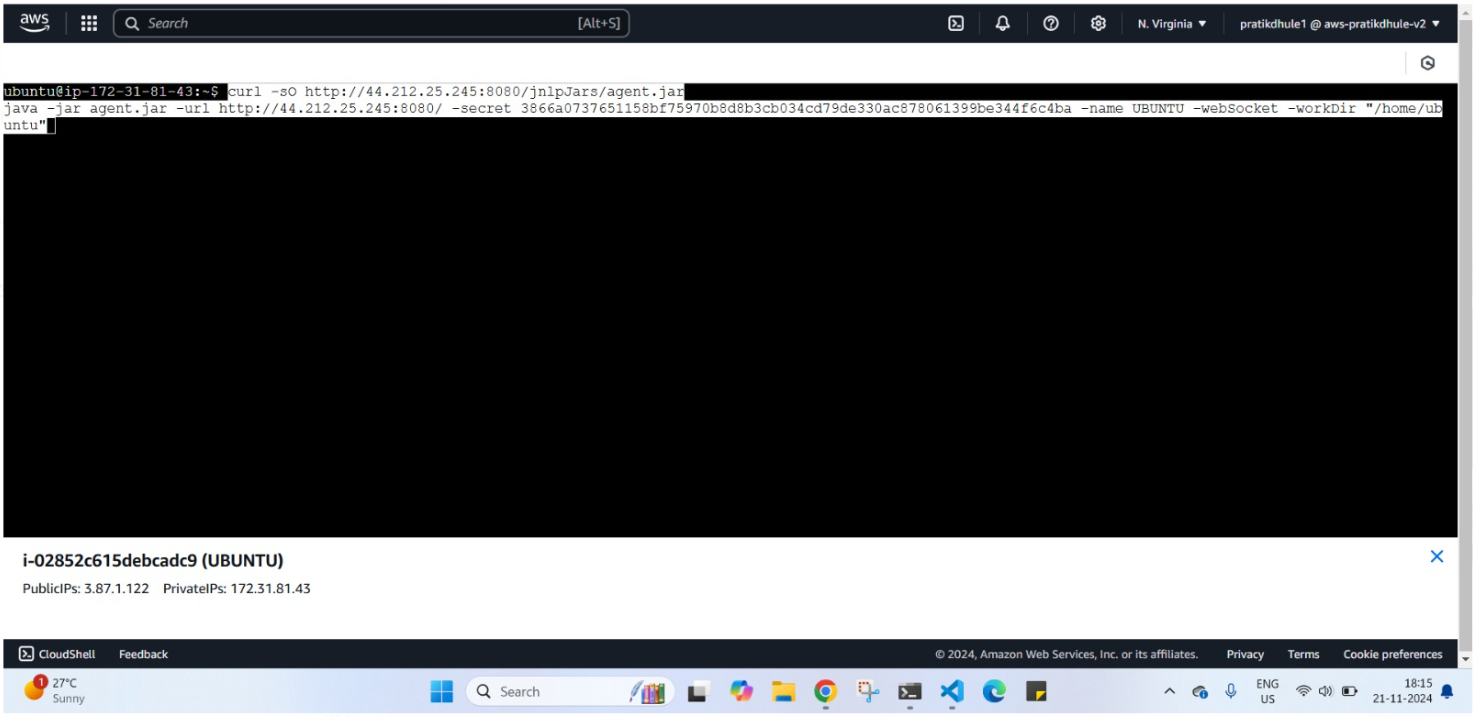 aws
Search [Alt+S]
N. Virginia ▼
pratikdhule1 @ aws-pratikdhule-v2 ▼
ubuntu@ip-172-31-81-43:~$ curl -sO http://44.212.25.245:8080/jnlpJars/agent.jar
java -jar agent.jar -url http://44.212.25.245:8080/ -secret 3866a0737651158bf75970b8d8b3cb034cd79de330ac878061399be344f6c4ba -name UBUNTU -webSocket -workDir "/home/ub
untu"
i-02852c615debcadc9 (UBUNTU)
PublicIPs: 3.87.1.122 PrivateIPs: 172.31.81.43
CloudShell Feedback © 2024, Amazon Web Services, Inc. or its affiliates. Privacy Terms Cookie preferences
1
27°C
Sunny
Search
ENG
US
18:15
21-11-2024